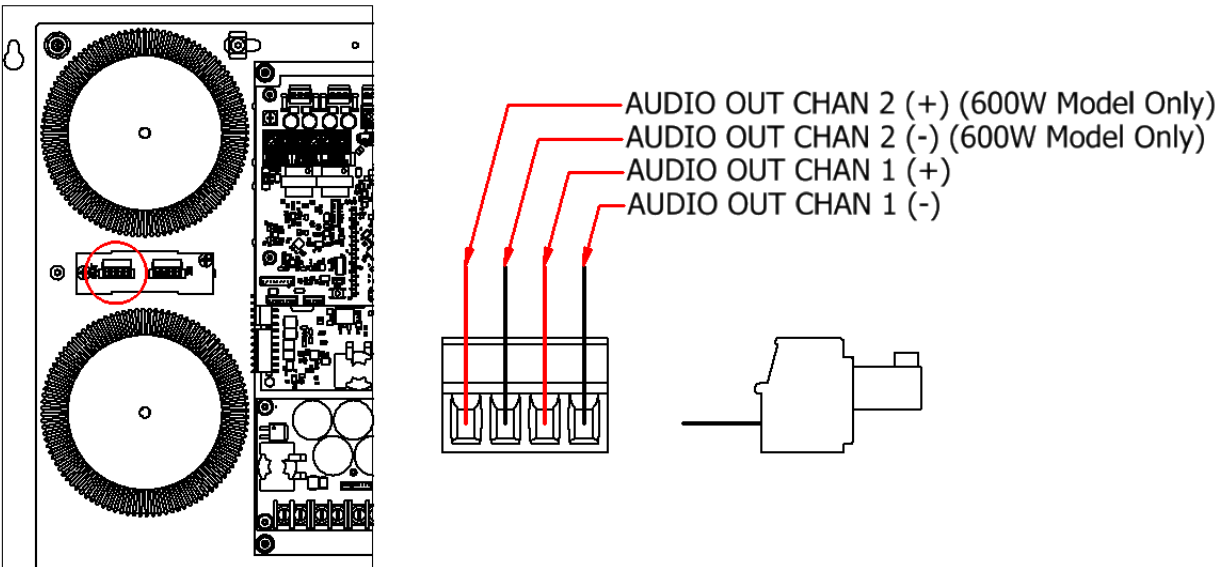 AUDIO OUT CHAN 2 (+) (600W Model Only)
AUDIO OUT CHAN 2 (-) (600W Model Only)
AUDIO OUT CHAN 1 (+)
AUDIO OUT CHAN 1 (-)